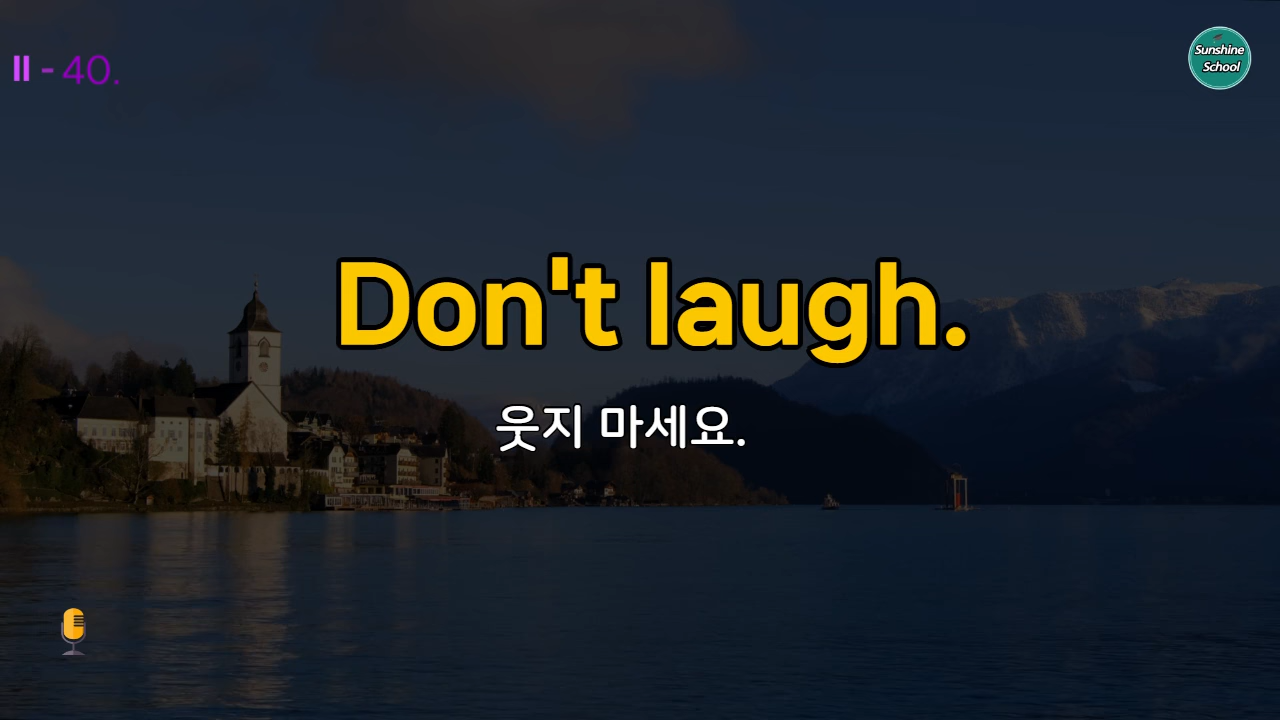 II - 40.
Sunshine
School
Don't laugh.
웃지 마세요.